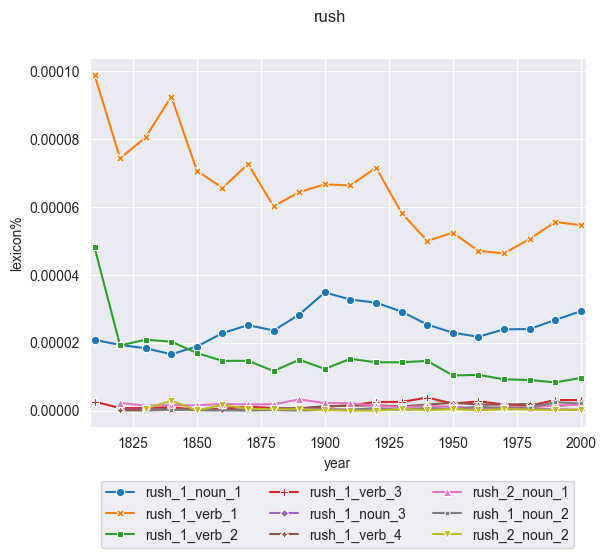 rush
0.00010
0.00008
0.00006
0.00004
0.00002
0.00000
lexicon%
1825 1850 1875 1900 1925 1950 1975 2000
year
rush_1_noun_1 rush_1_verb_3 rush_2_noun_1
rush_1_verb_1 rush_1_noun_3 rush_1_noun_2
rush_1_verb_2 rush_1_verb_4 rush_2_noun_2